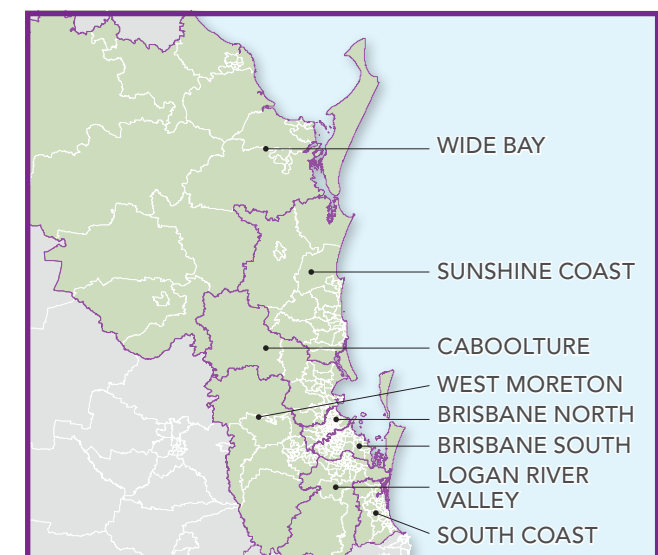 WIDE BAY
SUNSHINE COAST
CABOOLTURE
WEST MORETON
BRISBANE NORTH
BRISBANE SOUTH
LOGAN RIVER
VALLEY
SOUTH COAST